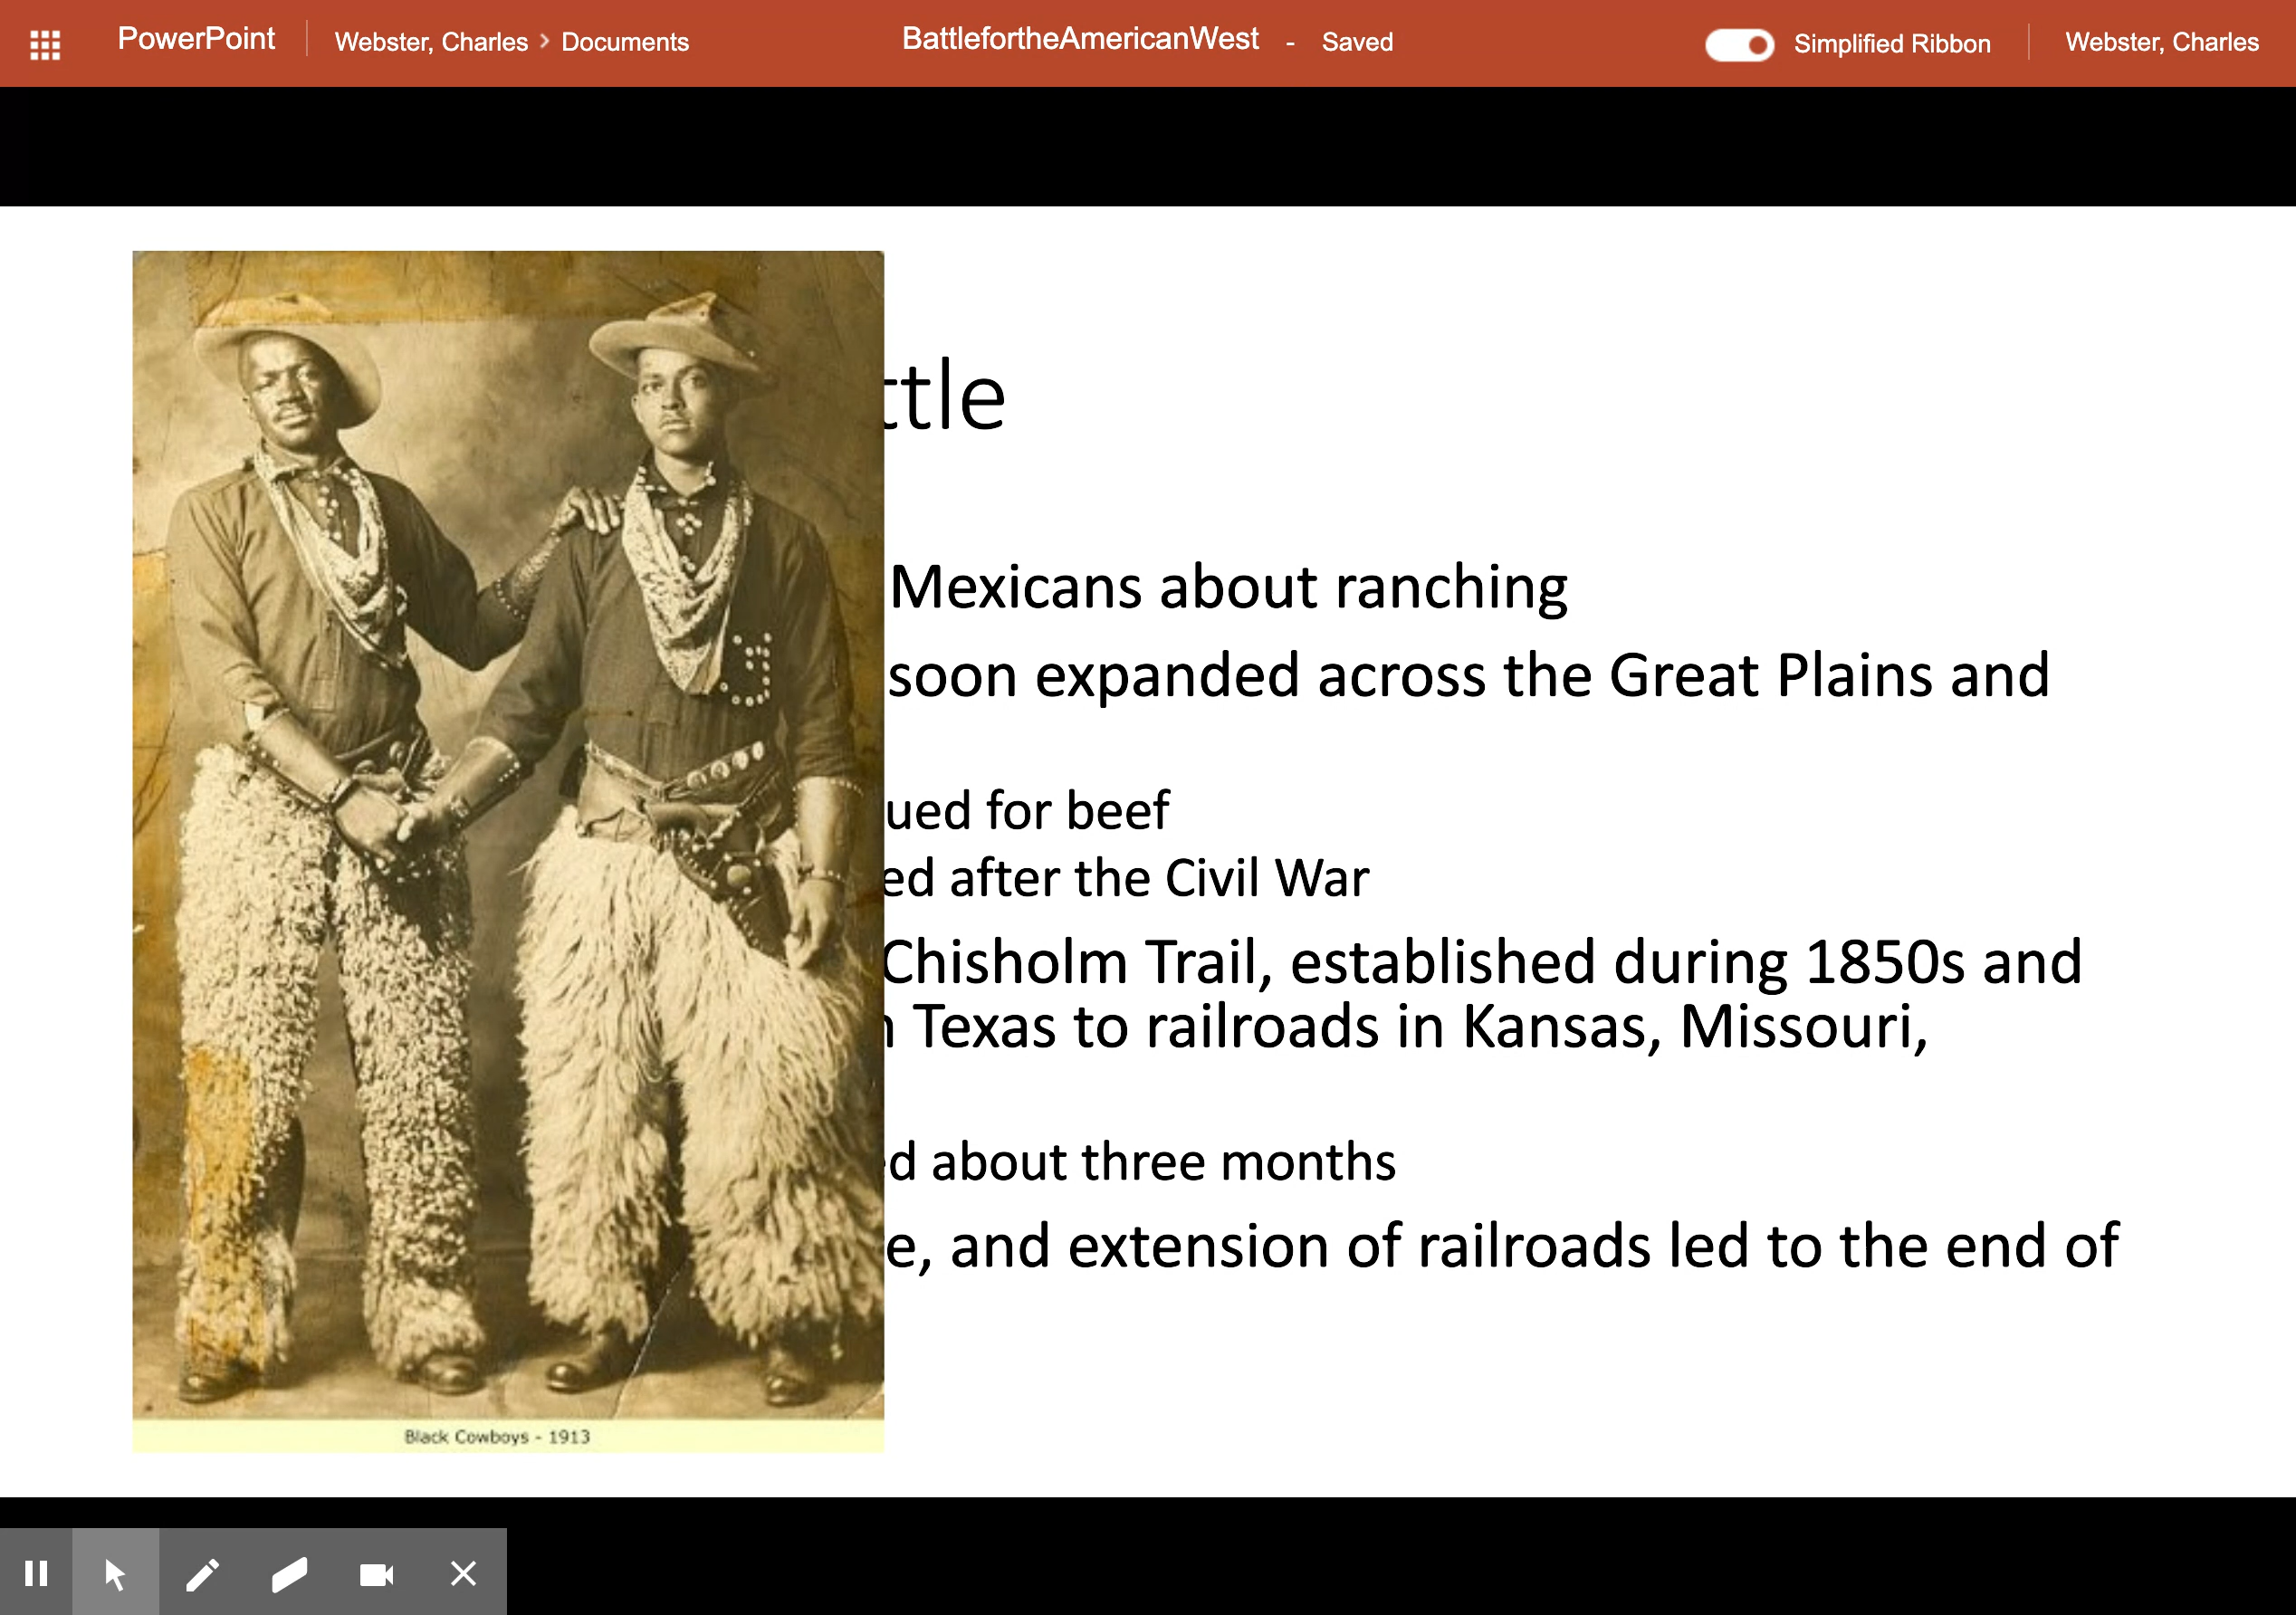 PowerPoint Webster, Charles > Documents BattlefortheAmericanWest - Saved Simplified Ribbon Webster, Charles
ttle
Mexicans about ranching
soon expanded across the Great Plains and
ued for beef
ed after the Civil War
Chisholm Trail, established during 1850s and
Texas to railroads in Kansas, Missouri,
d about three months
e, and extension of railroads led to the end of
Black Cowboys - 1913